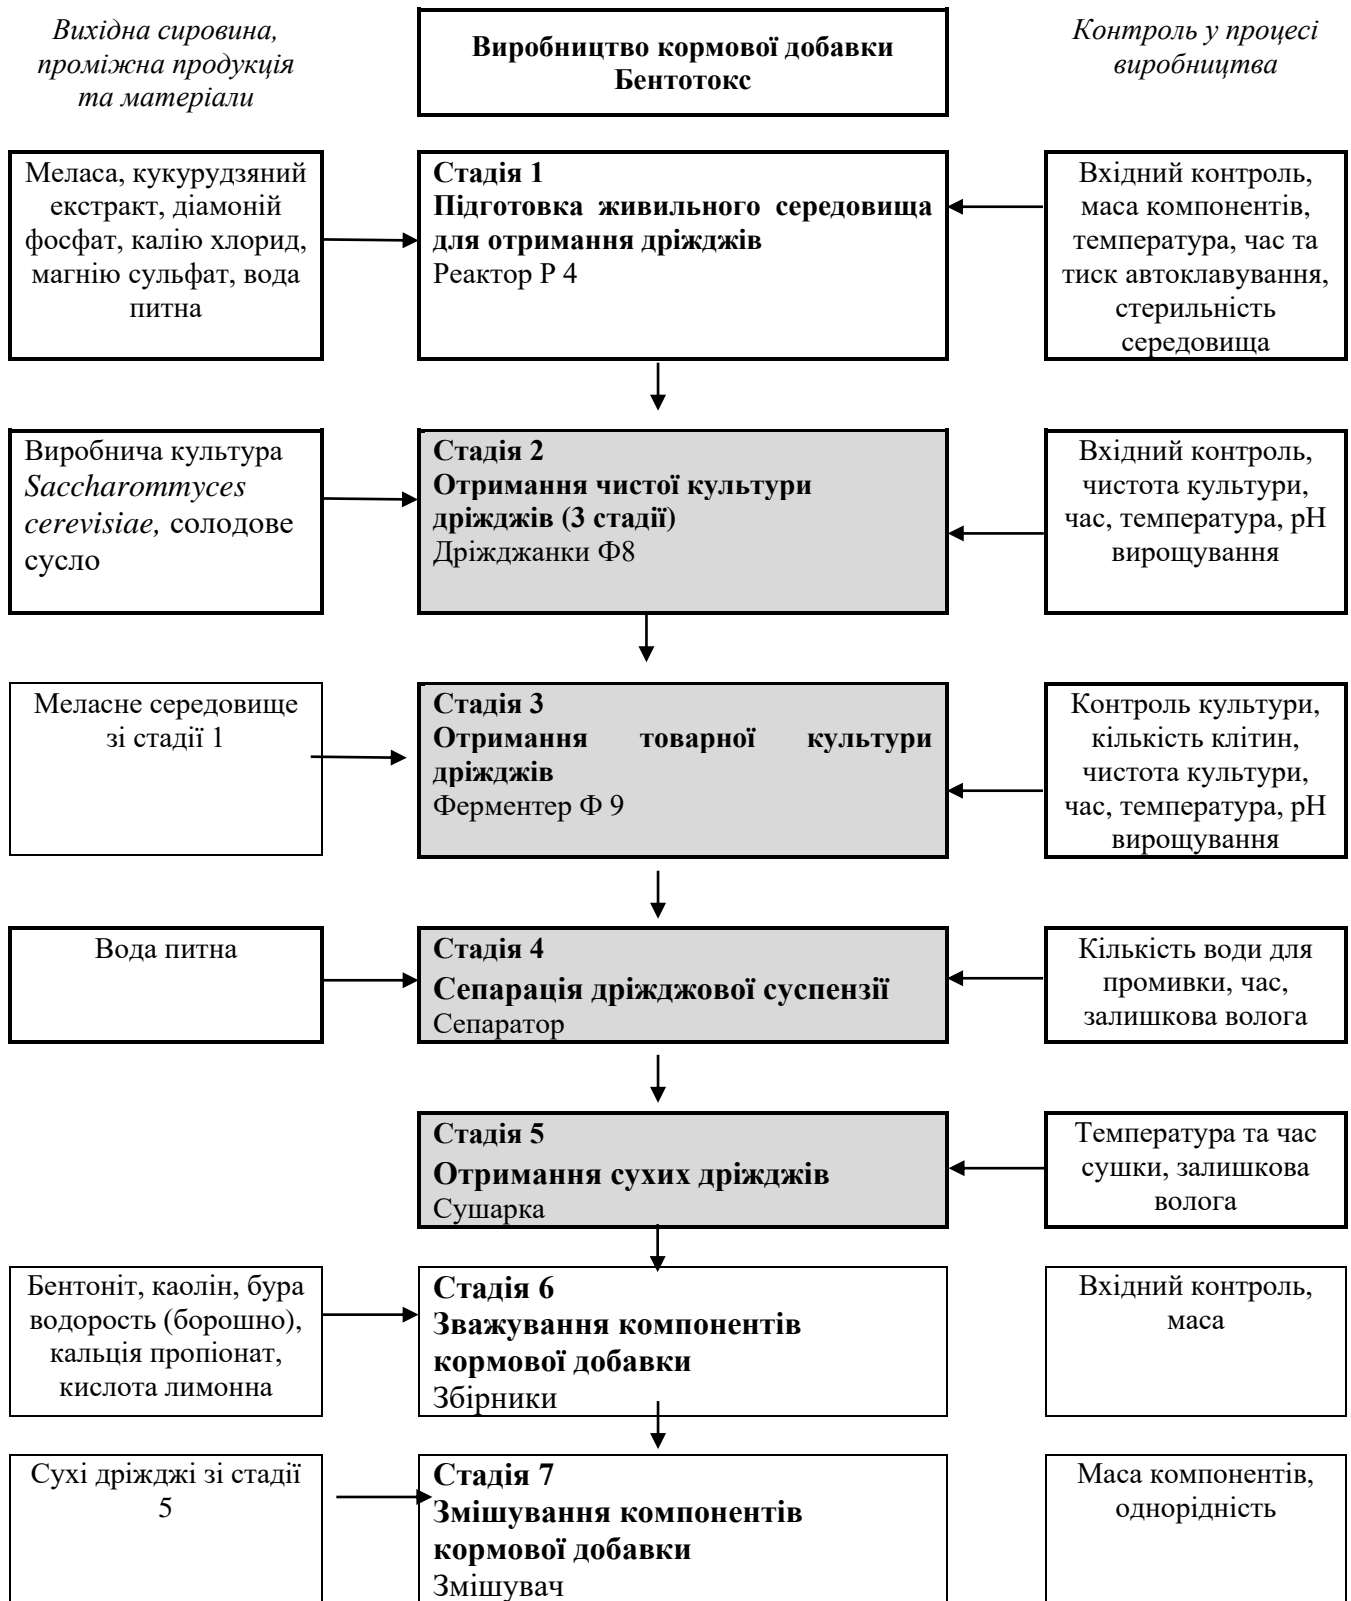 Вихідна сировина,
проміжна продукція
та матеріали
Виробництво кормової добавки
Бентотокс
Контроль у процесі
виробництва
Меласа, кукурудзяний
екстракт, діамоній
фосфат, калію хлорид,
магнію сульфат, вода
питна
Стадія 1
Підготовка живильного середовища
для отримання дріжджів
Реактор Р 4
Вхідний контроль,
маса компонентів,
температура, час та
тиск автоклавування,
стерильність
середовища
Виробнича культура
Saccharommyces
cerevisiae, солодове
сусло
Стадія 2
Отримання чистої культури
дріжджів (3 стадії)
Дріжджанки Ф8
Вхідний контроль,
чистота культури,
час, температура, рН
вирощування
Меласне середовище
зі стадії 1
Стадія 3
Отримання товарної культури
дріжджів
Ферментер Ф 9
Контроль культури,
кількість клітин,
чистота культури,
час, температура, рН
вирощування
Вода питна
Стадія 4
Сепарація дріжджової суспензії
Сепаратор
Кількість води для
промивки, час,
залишкова волога
Стадія 5
Отримання сухих дріжджів
Сушарка
Температура та час
сушки, залишкова
волога
Бентоніт, каолін, бура
водорость (борошно),
кальція пропіонат,
кислота лимонна
Стадія 6
Зважування компонентів
кормової добавки
Збірники
Вхідний контроль,
маса
Сухі дріжджі зі стадії
5
Стадія 7
Змішування компонентів
кормової добавки
Змішувач
Маса компонентів,
однорідність